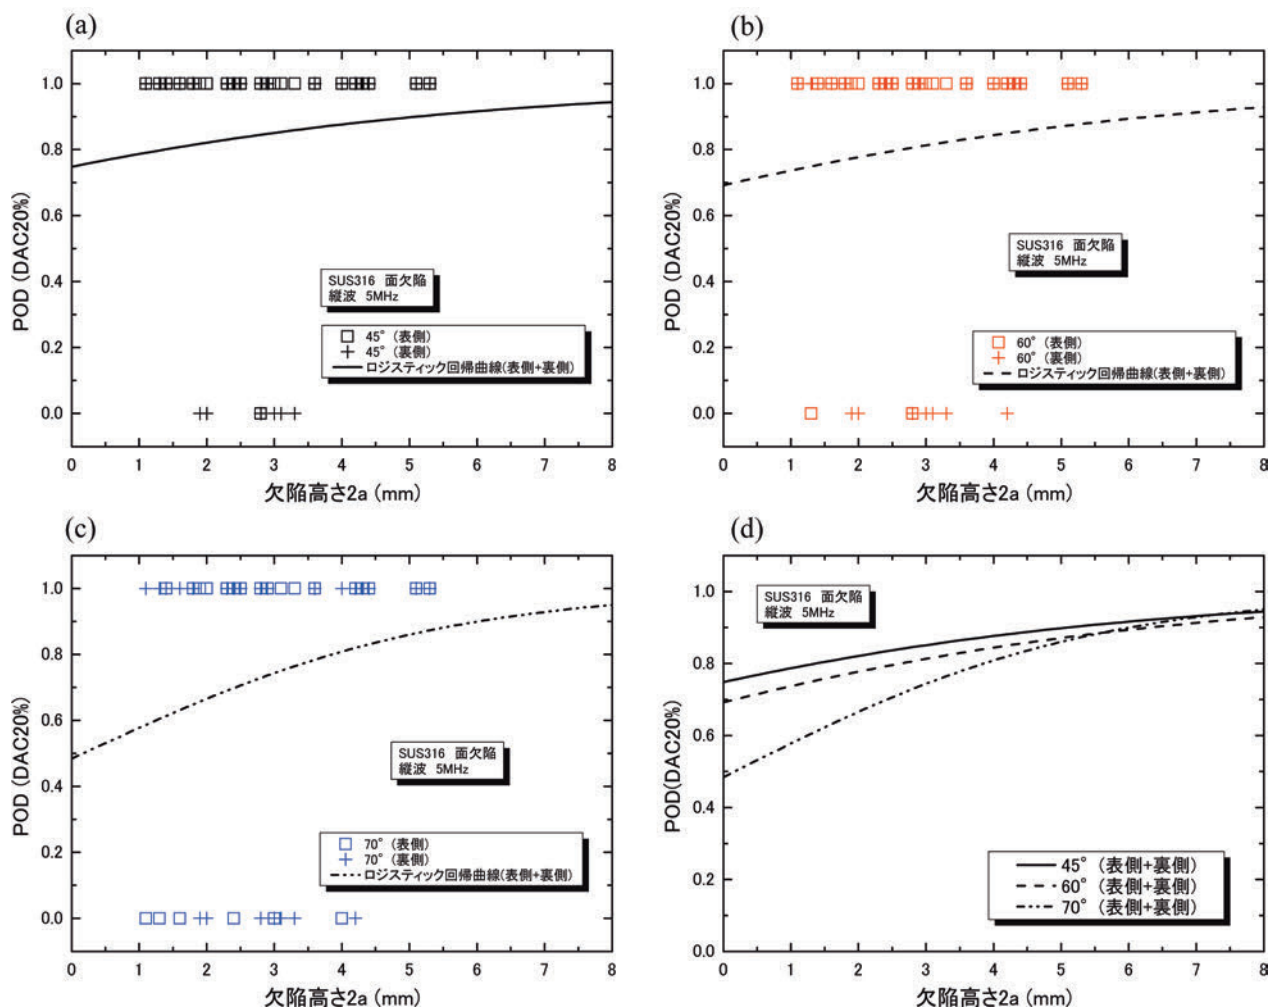 (a)
1.0
0.8
0.6
0.4
0.2
0.0
POD (DAC20%)
SUS316 面欠陥
縦波 5MHz
45° (表側)
45° (裏側)
ロジスティック回帰曲線(表側+裏側)
0 1 2 3 4 5 6 7 8
欠陥高さ2a (mm)
(b)
1.0
0.8
0.6
0.4
0.2
0.0
POD (DAC20%)
SUS316 面欠陥
縦波 5MHz
60° (表側)
60° (裏側)
ロジスティック回帰曲線(表側+裏側)
0 1 2 3 4 5 6 7 8
欠陥高さ2a (mm)
(c)
1.0
0.8
0.6
0.4
0.2
0.0
POD (DAC20%)
SUS316 面欠陥
縦波 5MHz
70° (表側)
70° (裏側)
ロジスティック回帰曲線(表側+裏側)
0 1 2 3 4 5 6 7 8
欠陥高さ2a (mm)
(d)
1.0
0.8
0.6
0.4
0.2
0.0
POD(DAC20%)
SUS316 面欠陥
縦波 5MHz
45° (表側+裏側)
60° (表側+裏側)
70° (表側+裏側)
0 1 2 3 4 5 6 7 8
欠陥高さ2a (mm)